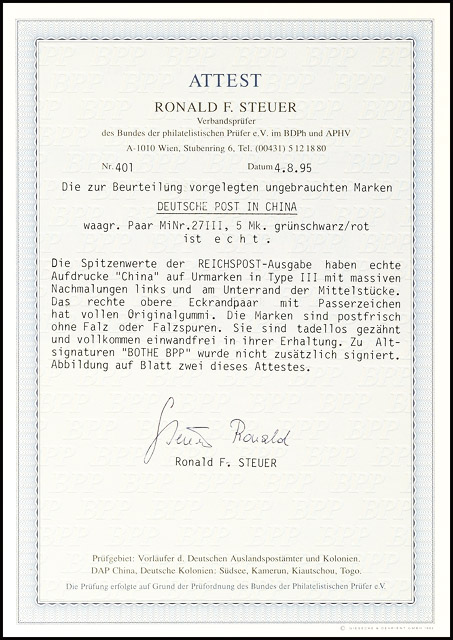 ATTEST
RONALD F. STEUER
Verbandsprüfer
des Bundes der philatelistischen Prüfer e.V. im BDPh und APHV
A-1010 Wien, Stubenring 6, Tel. (00431) 5 12 18 80
Nr. 401 Datum 4.8.95
Die zur Beurteilung vorgelegten ungebrauchten Marken
DEUTSCHE POST IN CHINA
waagr. Paar MiNr.27III, 5 Mk. grünschwarz/rot
ist e c h t .
Die Spitzenwerte der REICHSPOST-Ausgabe haben echte
Aufdrucke "China" auf Urmarken in Type III mit massiven
Nachmalungen links und am Unterrand der Mittelstücke.
Das rechte obere Eckrandpaar mit Passerzeichen
hat vollen Originalgummi. Die Marken sind postfrisch
ohne Falz oder Falzspuren. Sie sind tadellos gezähnt
und vollkommen einwandfrei in ihrer Erhaltung. Zu Alt-
signaturen "BOTHE BPP" wurde nicht zusätzlich signiert.
Abbildung auf Blatt zwei dieses Attestes.
Steuer Ronald
Ronald F. STEUER
Prüfgebiet: Vorläufer d. Deutschen Auslandspostämter und Kolonien.
DAP China, Deutsche Kolonien: Südsee, Kamerun, Kiautschou, Togo.
Die Prüfung erfolgte auf Grund der Prüfordnung des Bundes der Philatelistischen Prüfer e.V.